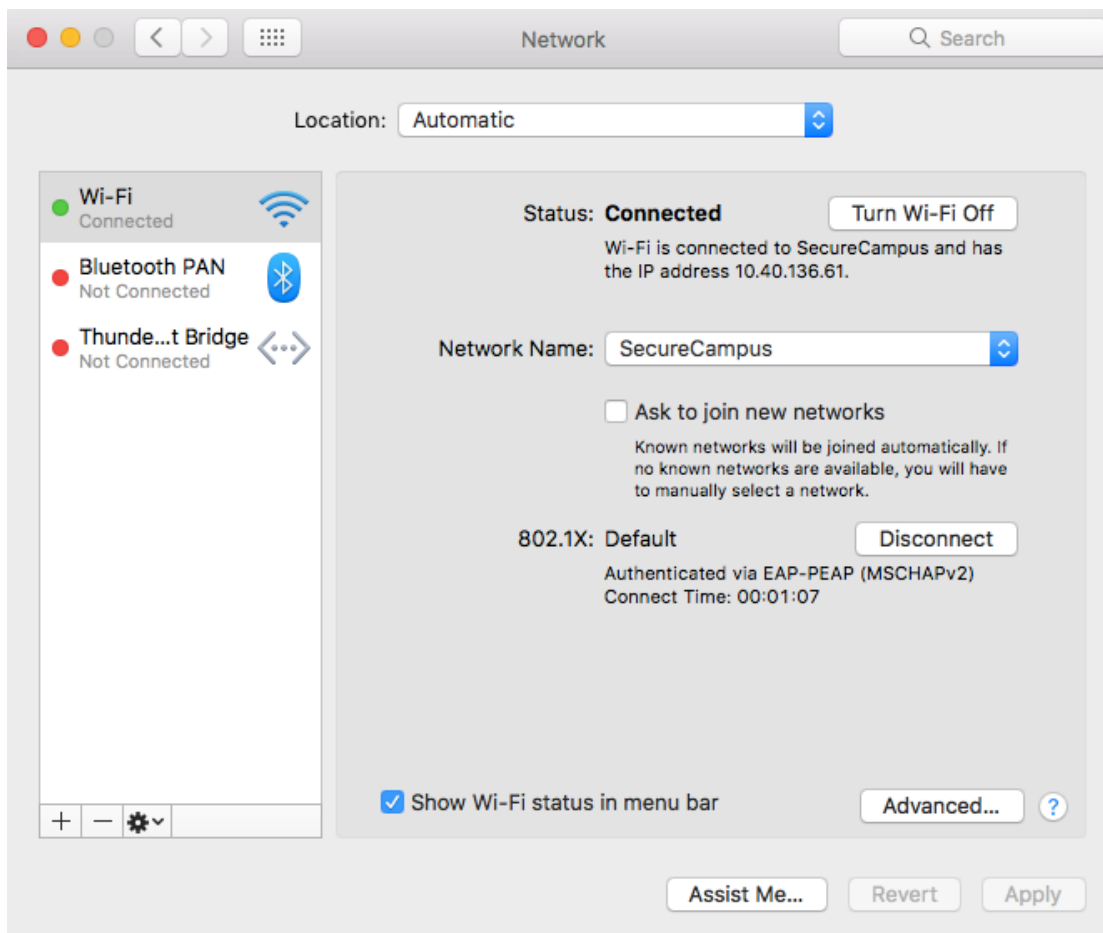 Network
Search
Location: Automatic
Wi-Fi
Connected
Bluetooth PAN
Not Connected
Thunde...t Bridge
Not Connected
Status: Connected Turn Wi-Fi Off
Wi-Fi is connected to SecureCampus and has
the IP address 10.40.136.61.
Network Name: SecureCampus
Ask to join new networks
Known networks will be joined automatically. If
no known networks are available, you will have
to manually select a network.
802.1X: Default Disconnect
Authenticated via EAP-PEAP (MSCHAPv2)
Connect Time: 00:01:07
Show Wi-Fi status in menu bar Advanced... ?
Assist Me... Revert Apply